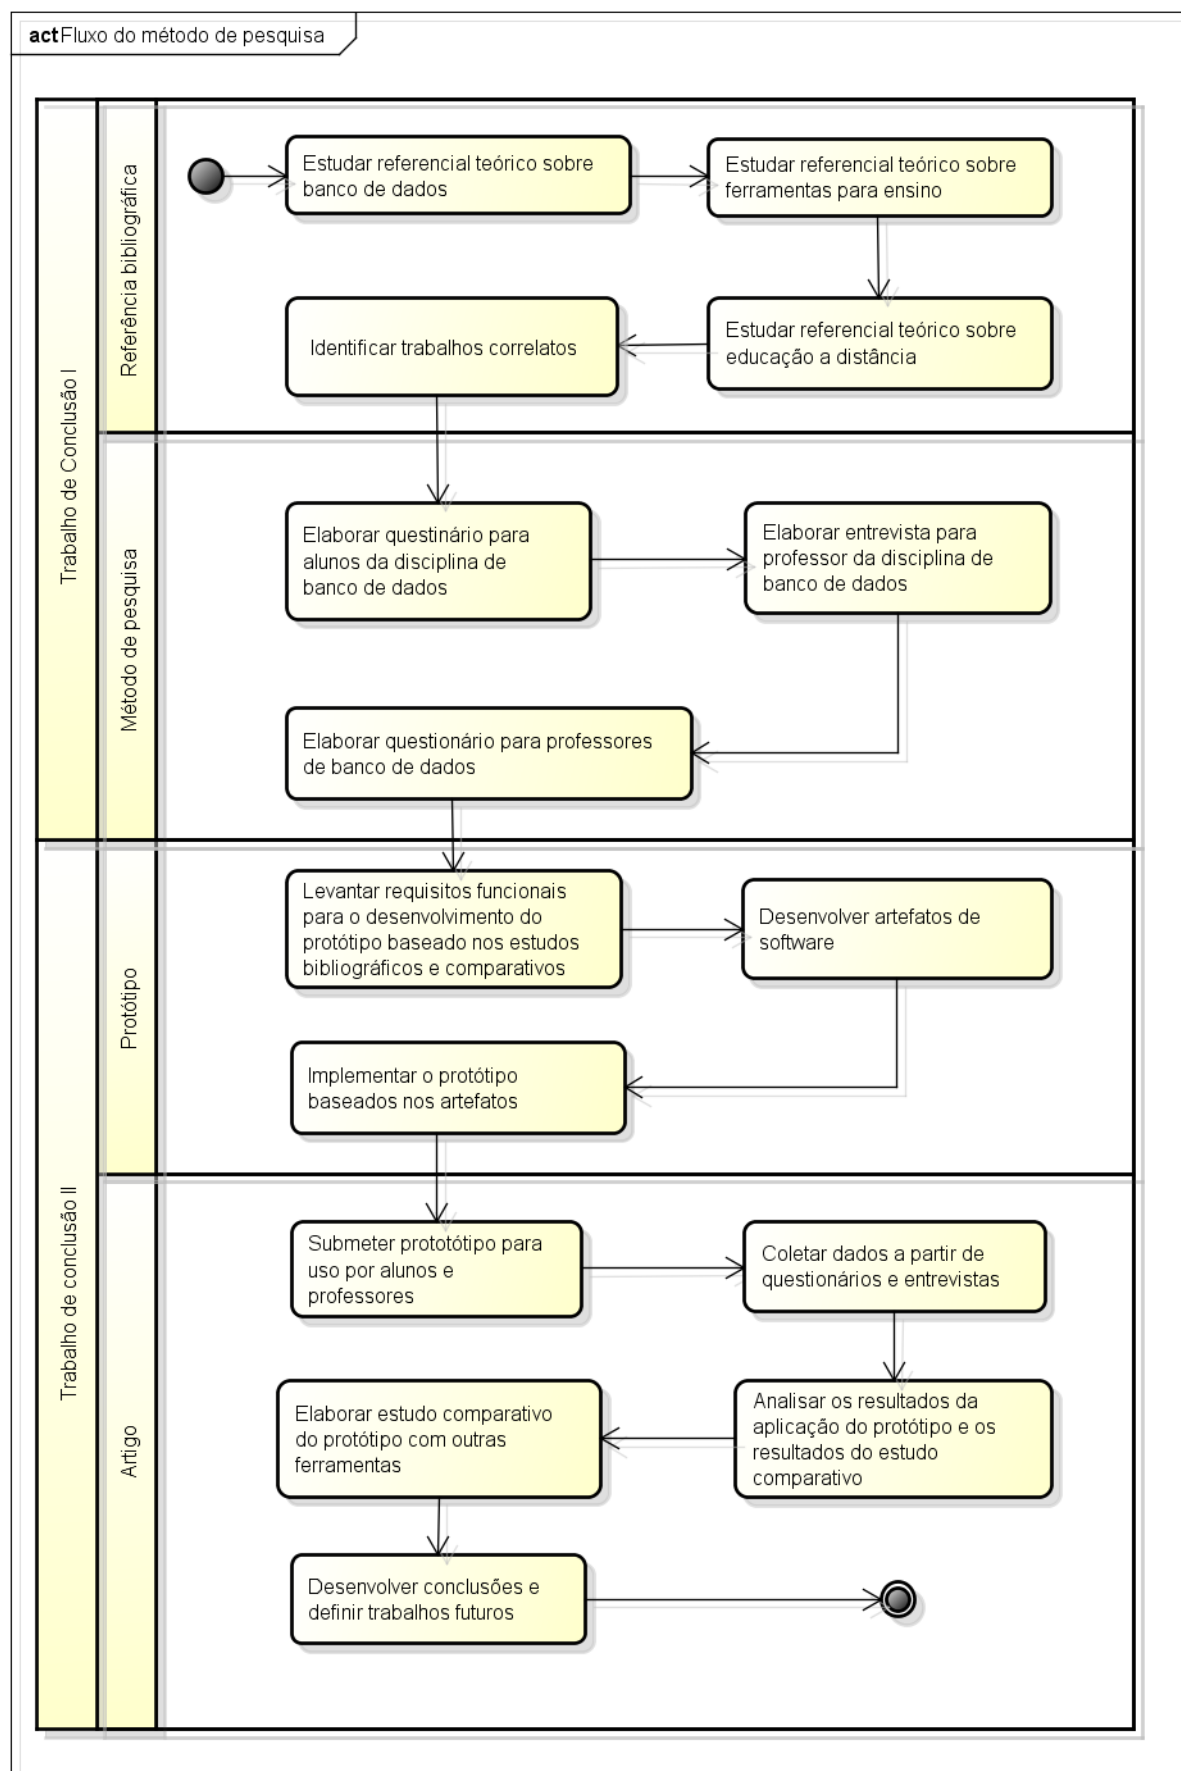 act Fluxo do método de pesquisa
Trabalho de Conclusão I
Referência bibliográfica
Estudar referencial teórico sobre
banco de dados
Estudar referencial teórico sobre
ferramentas para ensino
Estudar referencial teórico sobre
educação a distância
Identificar trabalhos correlatos
Método de pesquisa
Elaborar questinário para
alunos da disciplina de
banco de dados
Elaborar entrevista para
professor da disciplina de
banco de dados
Elaborar questionário para professores
de banco de dados
Trabalho de conclusão II
Protótipo
Levantar requisitos funcionais
para o desenvolvimento do
protótipo baseado nos estudos
bibliográficos e comparativos
Desenvolver artefatos de
software
Implementar o protótipo
baseados nos artefatos
Artigo
Submeter prototótipo para
uso por alunos e
professores
Coletar dados a partir de
questionários e entrevistas
Analisar os resultados da
aplicação do protótipo e os
resultados do estudo
comparativo
Elaborar estudo comparativo
do protótipo com outras
ferramentas
Desenvolver conclusões e
definir trabalhos futuros